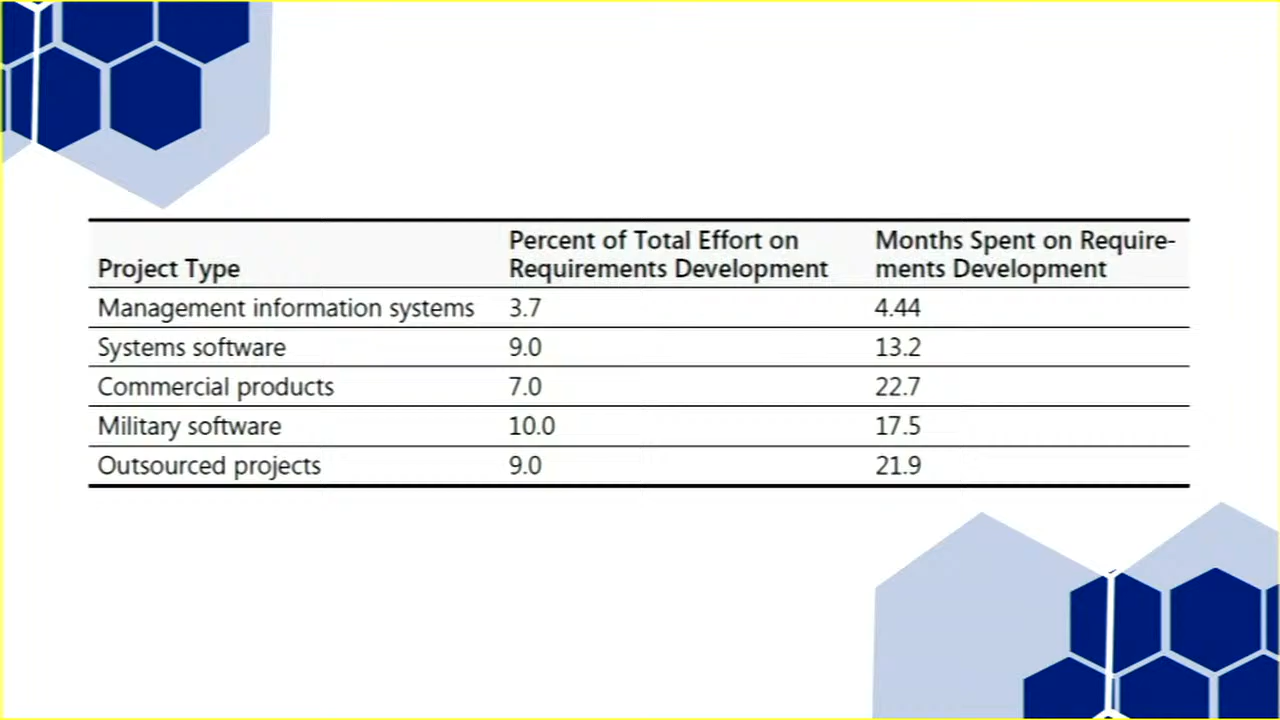 Project Type Percent of Total Effort on Requirements Development Months Spent on Require-ments Development
Management information systems 3.7 4.44
Systems software 9.0 13.2
Commercial products 7.0 22.7
Military software 10.0 17.5
Outsourced projects 9.0 21.9